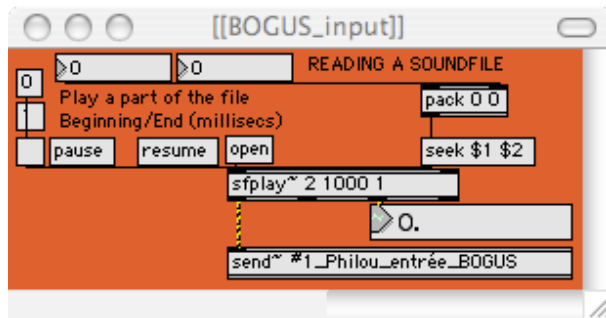 [[BOGUS_input]]
0
0
READING A SOUNDFILE
0
Play a part of the file
Beginning/End (millisecs)
pack 0 0
pause
resume
open
seek $1 $2
sfplay~ 2 1000 1
0.
send~ #1_Philou_entrée_BOGUS